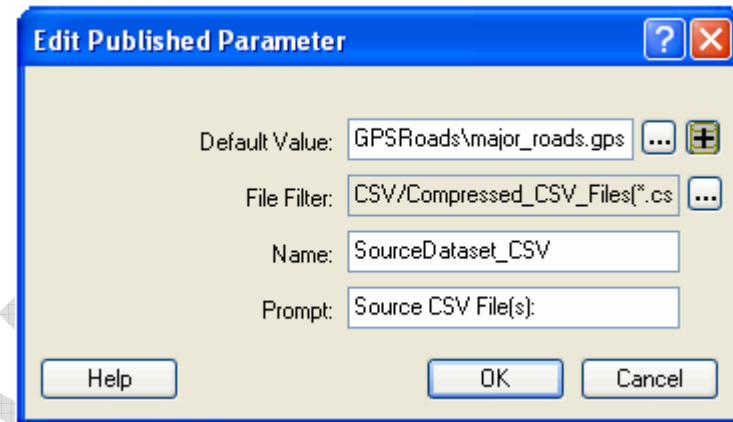 Edit Published Parameter
Default Value: GPSRoads\major_roads.gps ...
File Filter: CSV/Compressed_CSV_Files(*.cs ...
Name: SourceDataset_CSV
Prompt: Source CSV File(s):
Help OK Cancel